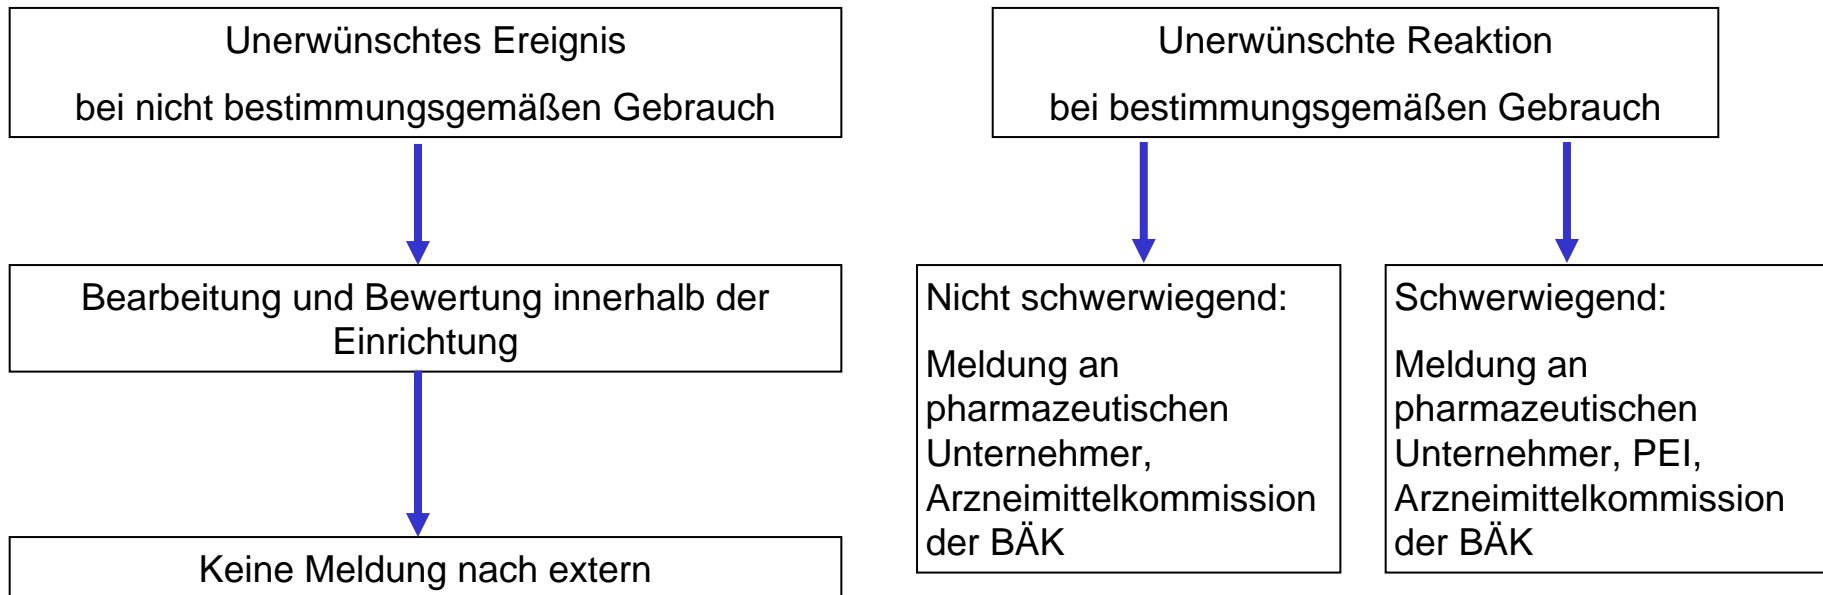 Unerwünschtes Ereignis
bei nicht bestimmungsgemäßen Gebrauch
Bearbeitung und Bewertung innerhalb der
Einrichtung
Keine Meldung nach extern
Unerwünschte Reaktion
bei bestimmungsgemäßen Gebrauch
Nicht schwerwiegend:
Meldung an
pharmazeutischen
Unternehmer,
Arzneimittelkommission
der BÄK
Schwerwiegend:
Meldung an
pharmazeutischen
Unternehmer, PEI,
Arzneimittelkommission
der BÄK